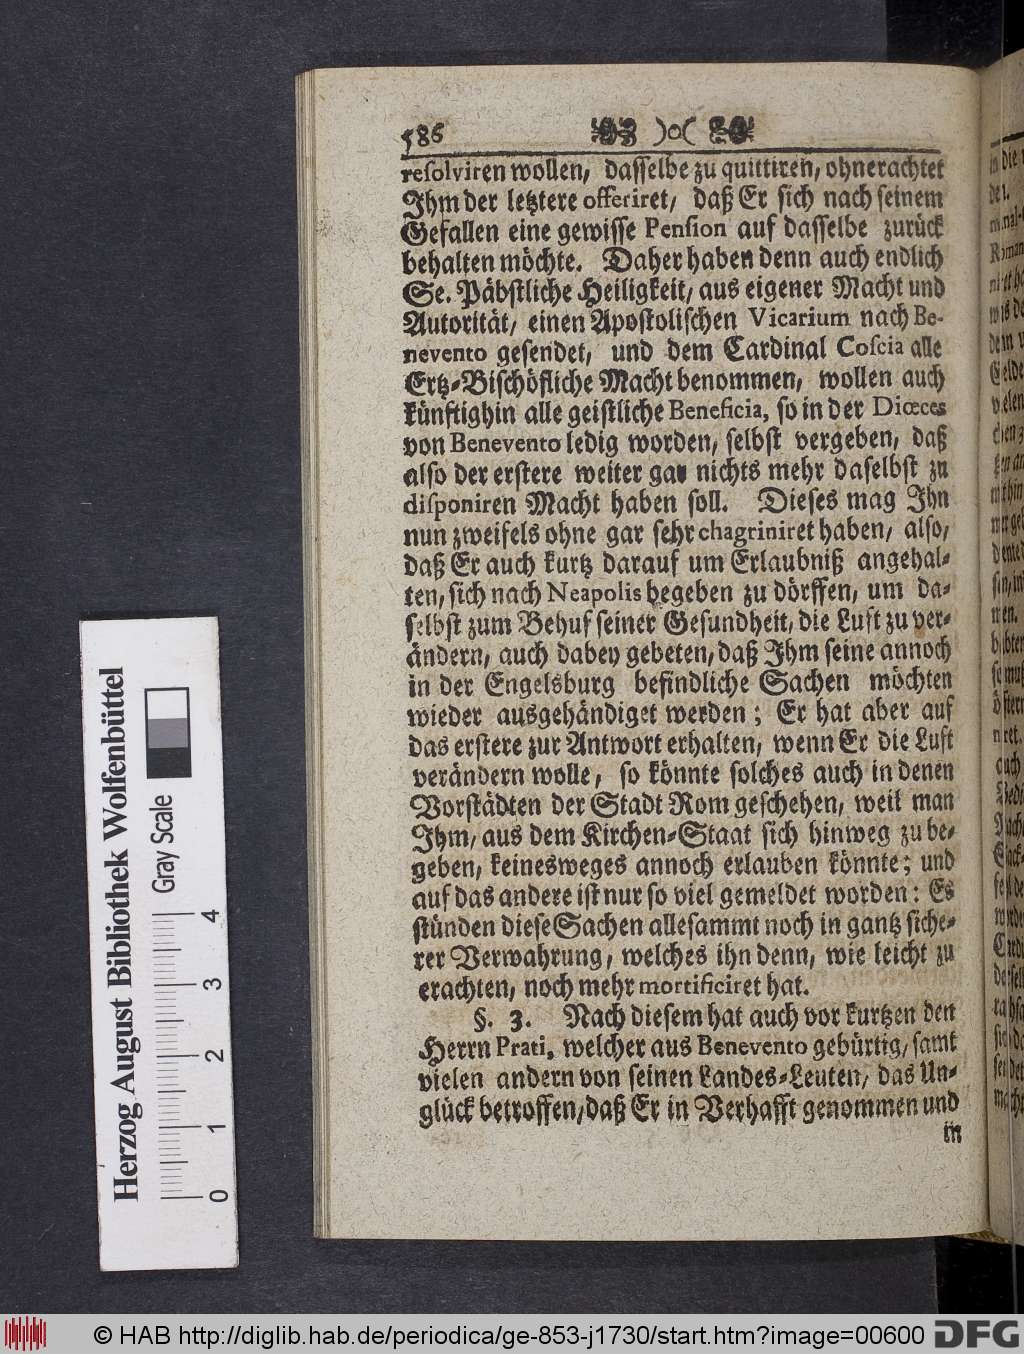 586 )o(
resolviren wollen, dasselbe zu quittiren, ohnerachtet
Ihm der letztere offeriret, daß Er sich nach seinem
Gefallen eine gewisse Pension auf dasselbe zurück
behalten möchte. Daher haben denn auch endlich
Se. Päbstliche Heiligkeit, aus eigener Macht und
Autorität, einen Apostolischen Vicarium nach Be-
nevento gesendet, und dem Cardinal Coscia alle
Ertz-Bischöfliche Macht benommen, wollen auch
künftighin alle geistliche Beneficia, so in der Diœces
von Benevento ledig worden, selbst vergeben, daß
also der erstere weiter gar nichts mehr daselbst zu
disponiren Macht haben soll. Dieses mag Ihn
nun zweifels ohne gar sehr chagriniret haben, also,
daß Er auch kurtz darauf um Erlaubniß angehal-
ten, sich nach Neapolis begeben zu dörffen, um da-
selbst zum Behuf seiner Gesundheit, die Luft zu ver-
ändern, auch dabey gebeten, daß Ihm seine annoch
in der Engelsburg befindliche Sachen möchten
wieder ausgehändiget werden; Er hat aber auf
das erstere zur Antwort erhalten, wenn Er die Luft
verändern wolle, so könnte solches auch in denen
Vorstädten der Stadt Rom geschehen, weil man
Ihm, aus dem Kirchen-Staat sich hinweg zu be-
geben, keinesweges annoch erlauben könnte; und
auf das andere ist nur so viel gemeldet worden: Es
stünden diese Sachen allesammt noch in gantz siche-
rer Verwahrung, welches ihn denn, wie leicht zu
erachten, noch mehr mortificiret hat.
§. 3. Nach diesem hat auch vor kurtzen den
Herrn Prati, welcher aus Benevento gebürtig, samt
vielen andern von seinen Landes-Leuten, das Un-
glück betroffen, daß Er in Verhafft genommen und
in
Herzog August Bibliothek Wolfenbüttel
Gray Scale
0 1 2 3 4
© HAB http://diglib.hab.de/periodica/ge-853-j1730/start.htm?image=00600
DFG